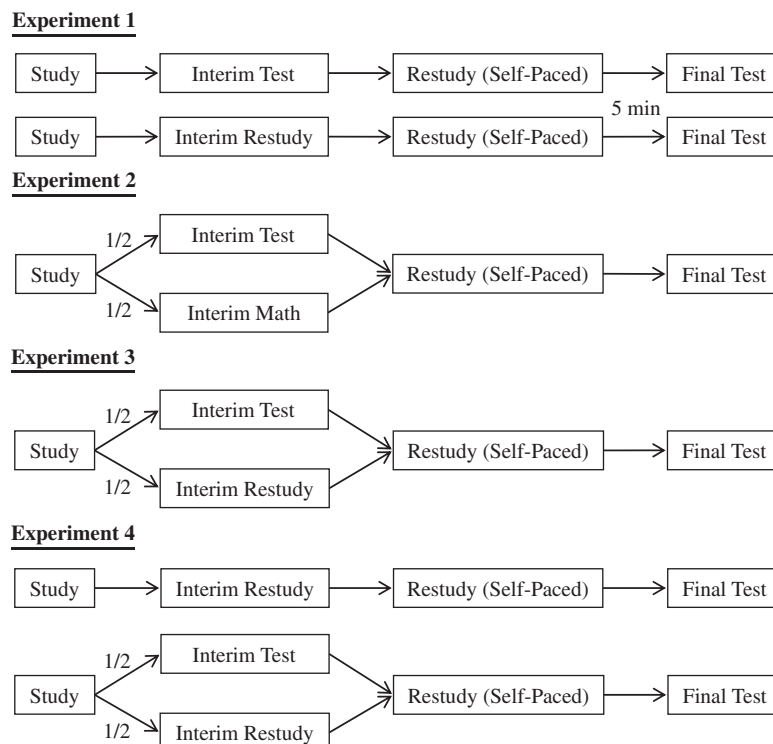 Experiment 1
Study Interim Test Restudy (Self-Paced) Final Test
5 min
Study Interim Restudy Restudy (Self-Paced) Final Test
Experiment 2
1/2 Interim Test
Study Restudy (Self-Paced) Final Test
1/2 Interim Math
Experiment 3
1/2 Interim Test
Study Restudy (Self-Paced) Final Test
1/2 Interim Restudy
Experiment 4
Study Interim Restudy Restudy (Self-Paced) Final Test
1/2 Interim Test
Study Restudy (Self-Paced) Final Test
1/2 Interim Restudy